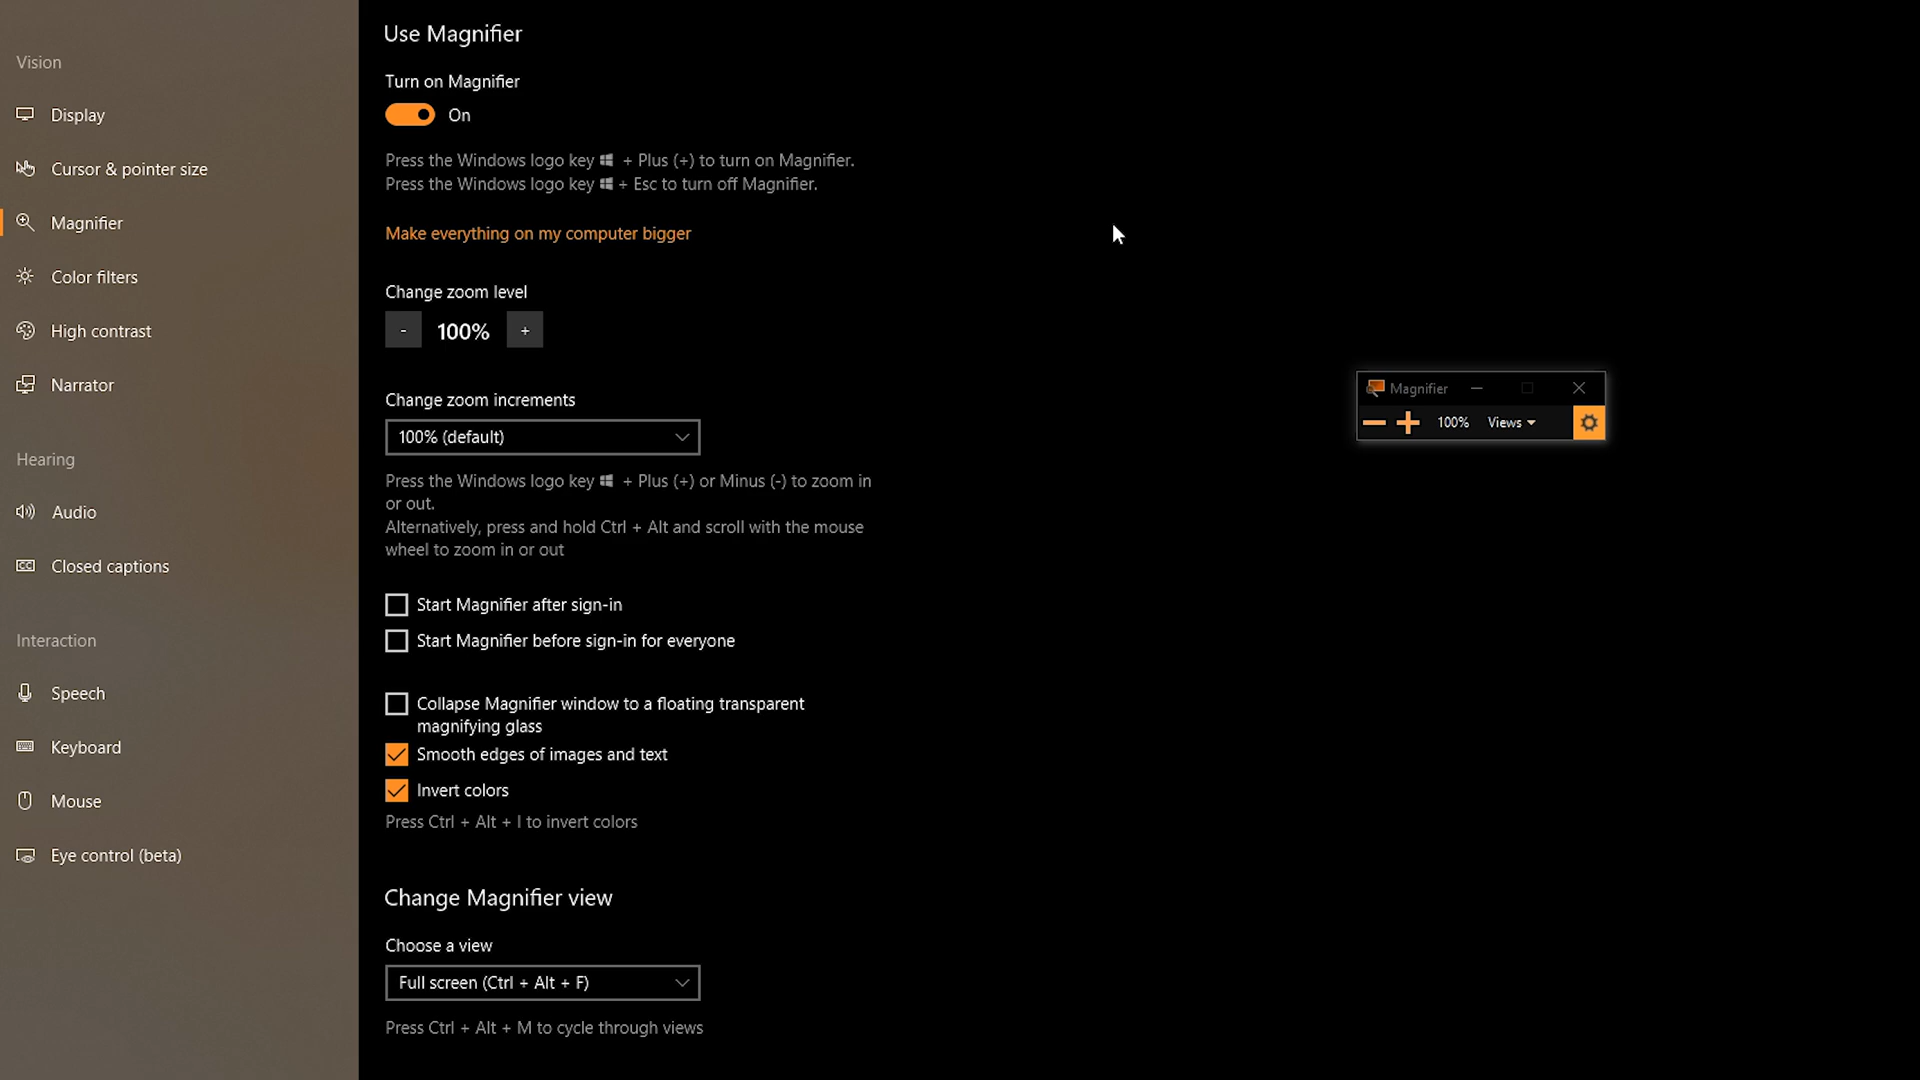 Vision
Display
Cursor & pointer size
Magnifier
Color filters
High contrast
Narrator
Hearing
Audio
Closed captions
Interaction
Speech
Keyboard
Mouse
Eye control (beta)
Use Magnifier
Turn on Magnifier
On
Press the Windows logo key + Plus (+) to turn on Magnifier.
Press the Windows logo key + Esc to turn off Magnifier.
Make everything on my computer bigger
Change zoom level
- 100% +
Change zoom increments
100% (default)
Press the Windows logo key + Plus (+) or Minus (-) to zoom in
or out.
Alternatively, press and hold Ctrl + Alt and scroll with the mouse
wheel to zoom in or out
Start Magnifier after sign-in
Start Magnifier before sign-in for everyone
Collapse Magnifier window to a floating transparent
magnifying glass
Smooth edges of images and text
Invert colors
Press Ctrl + Alt + I to invert colors
Change Magnifier view
Choose a view
Full screen (Ctrl + Alt + F)
Press Ctrl + Alt + M to cycle through views
Magnifier
100% Views